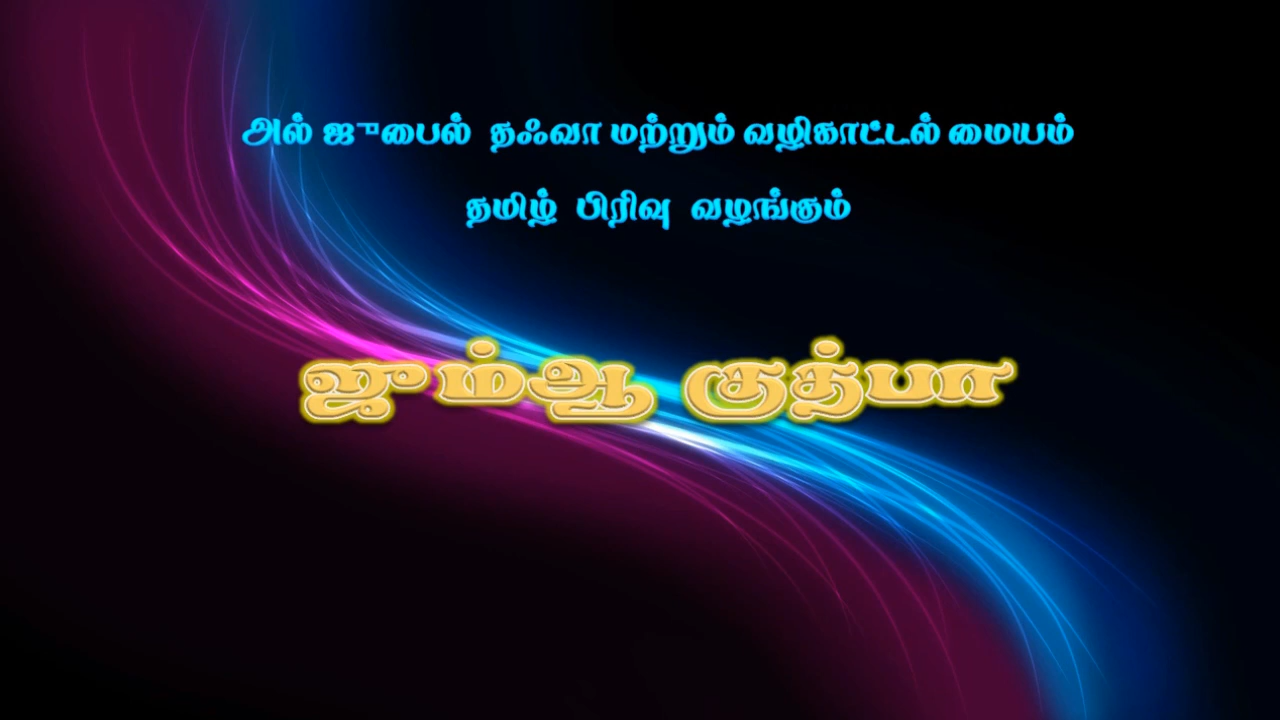 அல் ஜுபைல் தஃவா மற்றும் வழிகாட்டல் மையம்
தமிழ் பிரிவு வழங்கும்
ஜும்ஆ குத்பா